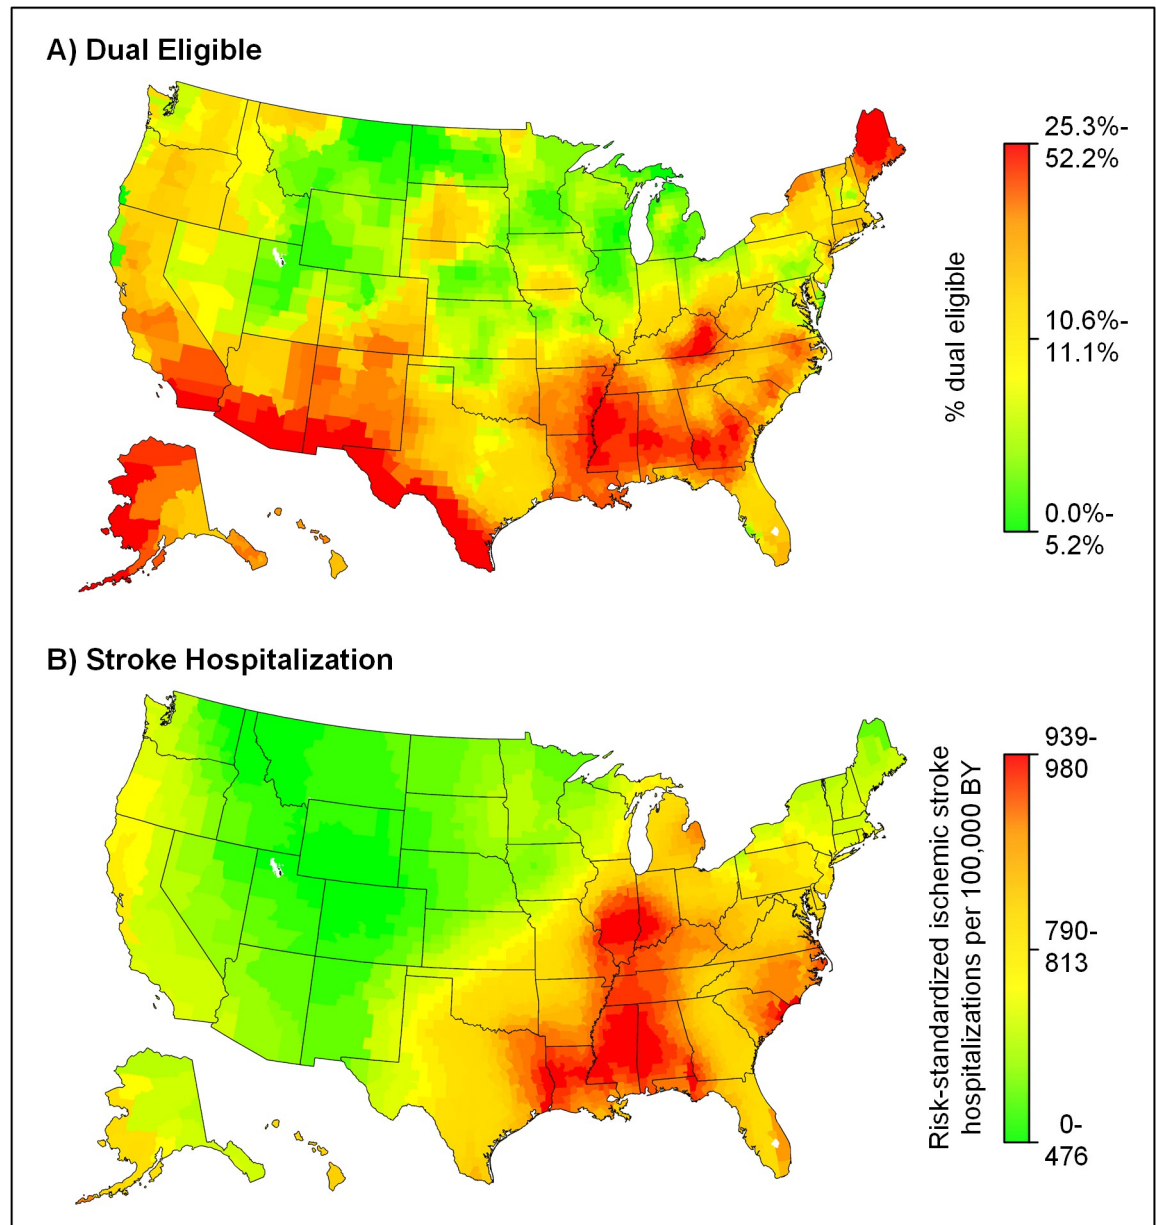 A) Dual Eligible
25.3%-
52.2%
% dual eligible
10.6%-
11.1%
0.0%-
5.2%
B) Stroke Hospitalization
939-
980
Risk-standardized ischemic stroke
hospitalizations per 100,000 BY
790-
813
0-
476